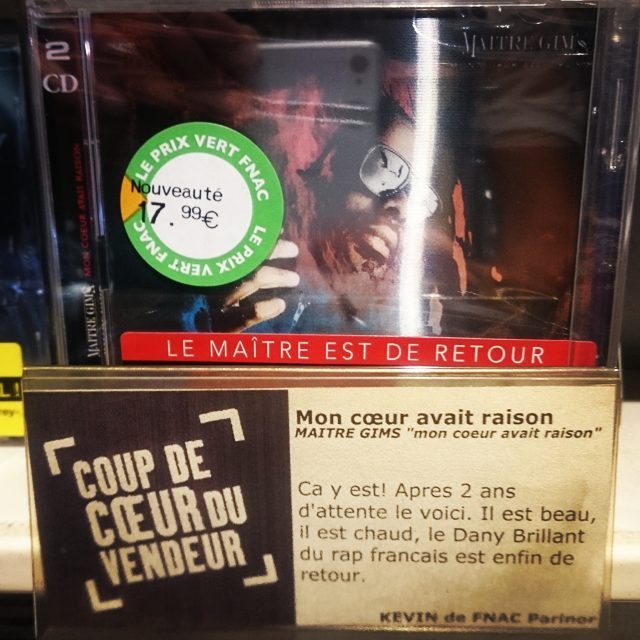 2
CD
MAITRE GIMS
MAITRE GIMS MON CŒUR AVAIT RAISON
LE PRIX VERT FNAC LE PRIX VERT FNAC
Nouveauté
17.99€
LE MAÎTRE EST DE RETOUR
COUP DE
CŒUR DU
VENDEUR
Mon cœur avait raison
MAITRE GIMS "mon coeur avait raison"
Ca y est! Apres 2 ans
d'attente le voici. Il est beau,
il est chaud, le Dany Brillant
du rap francais est enfin de
retour.
KEVIN de FNAC Parinor